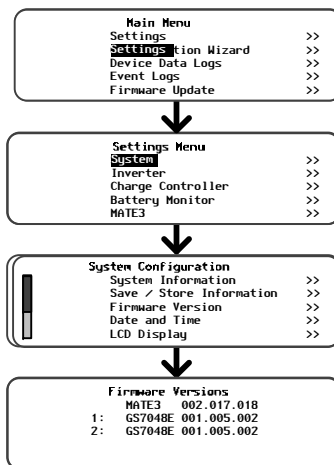 Main Menu
Settings >>
Settings tion Wizard >>
Device Data Logs >>
Event Logs >>
Firmware Update >>
Settings Menu
System >>
Inverter >>
Charge Controller >>
Battery Monitor >>
MATE3 >>
System Configuration
System Information >>
Save / Store Information >>
Firmware Version >>
Date and Time >>
LCD Display >>
Firmware Versions
MATE3 002.017.018
1: GS7048E 001.005.002
2: GS7048E 001.005.002